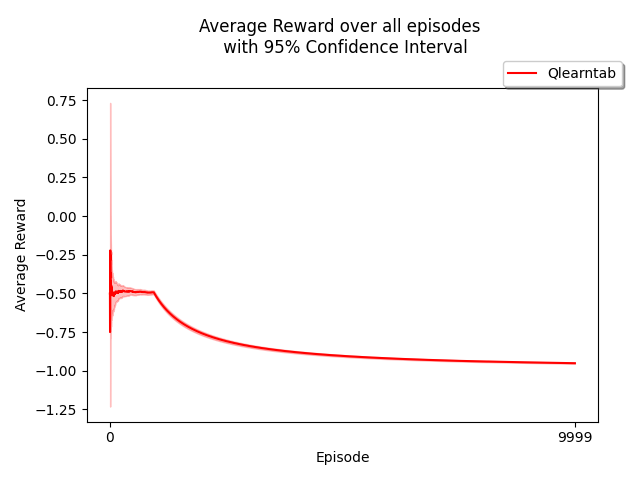 Average Reward over all episodes
with 95% Confidence Interval
Qlearntab
0.75
0.50
0.25
0.00
−0.25
−0.50
−0.75
−1.00
−1.25
Average Reward
0
9999
Episode